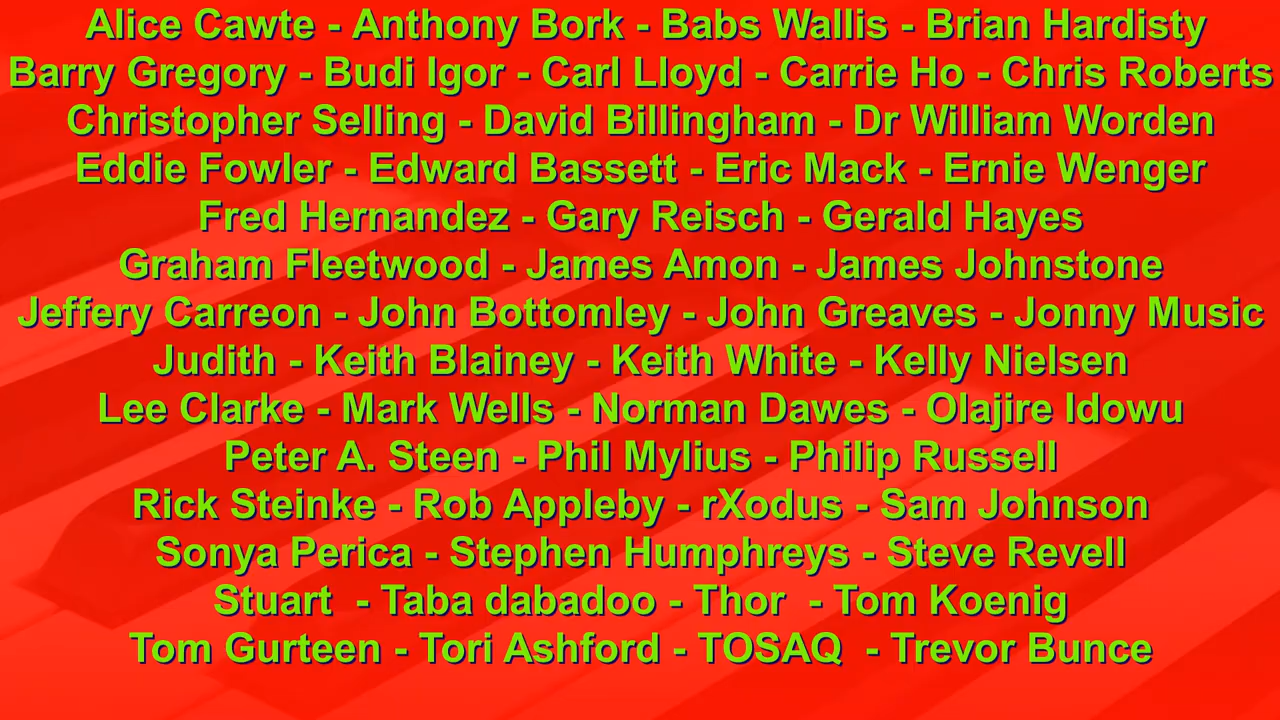 Alice Cawte - Anthony Bork - Babs Wallis - Brian Hardisty
Barry Gregory - Budi Igor - Carl Lloyd - Carrie Ho - Chris Roberts
Christopher Selling - David Billingham - Dr William Worden
Eddie Fowler - Edward Bassett - Eric Mack - Ernie Wenger
Fred Hernandez - Gary Reisch - Gerald Hayes
Graham Fleetwood - James Amon - James Johnstone
Jeffery Carreon - John Bottomley - John Greaves - Jonny Music
Judith - Keith Blainey - Keith White - Kelly Nielsen
Lee Clarke - Mark Wells - Norman Dawes - Olajire Idowu
Peter A. Steen - Phil Mylius - Philip Russell
Rick Steinke - Rob Appleby - rXodus - Sam Johnson
Sonya Perica - Stephen Humphreys - Steve Revell
Stuart  - Taba dabadoo - Thor  - Tom Koenig
Tom Gurteen - Tori Ashford - TOSAQ  - Trevor Bunce